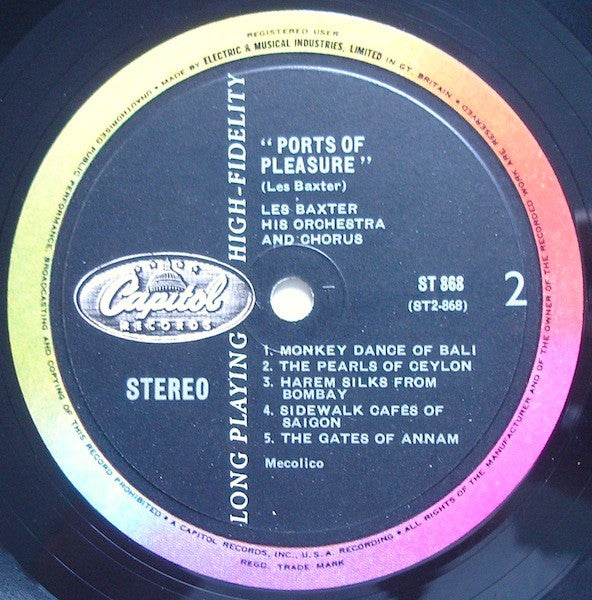 REGISTERED USER
• MADE BY ELECTRIC & MUSICAL INDUSTRIES, LIMITED IN GT. BRITAIN •
ALL RIGHTS OF THE MANUFACTURER AND OF THE OWNER OF THE RECORDED WORK ARE RESERVED
UNAUTHORISED PUBLIC PERFORMANCE, BROADCASTING AND COPYING OF THIS RECORD PROHIBITED
• A CAPITOL RECORDS, INC., U.S.A. RECORDING •
REGD. TRADE MARK
LONG PLAYING HIGH-FIDELITY
"PORTS OF
PLEASURE"
(Les Baxter)
LES BAXTER
HIS ORCHESTRA
AND CHORUS
Capitol
RECORDS
ST 868
(ST2-868)
2
STEREO
1. MONKEY DANCE OF BALI
2. THE PEARLS OF CEYLON
3. HAREM SILKS FROM
BOMBAY
4. SIDEWALK CAFÉS OF
SAIGON
5. THE GATES OF ANNAM
Mecolico